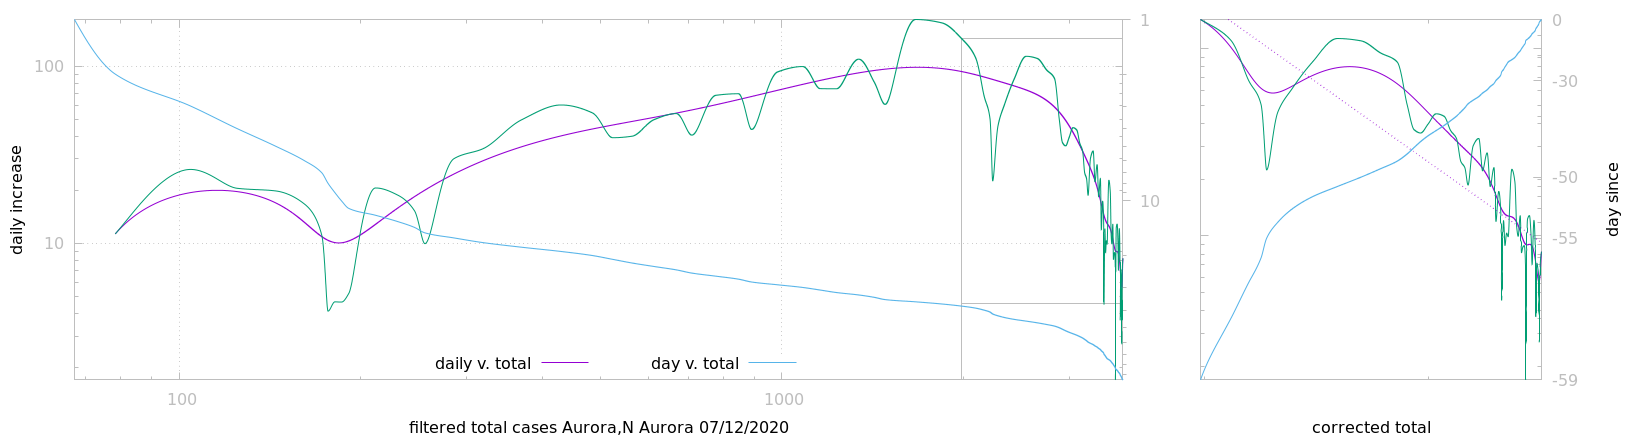 100
10
daily increase
1
10
daily v. total
day v. total
100
1000
filtered total cases Aurora,N Aurora 07/12/2020
0
-30
-50
-55
-59
day since
corrected total